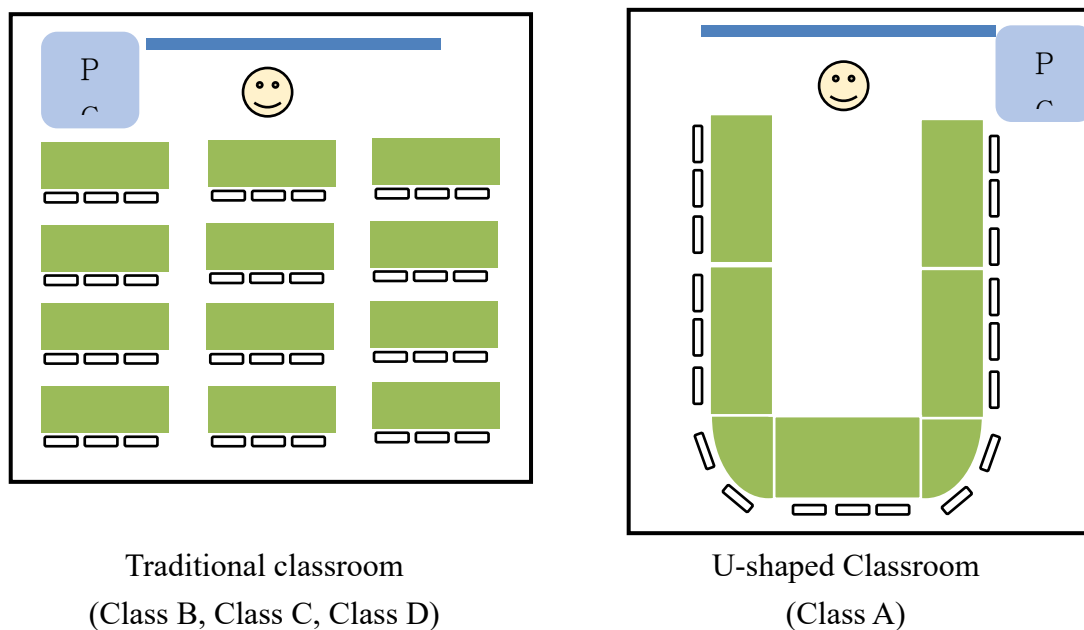 P
P
Traditional classroom
(Class B, Class C, Class D)
U-shaped Classroom
(Class A)